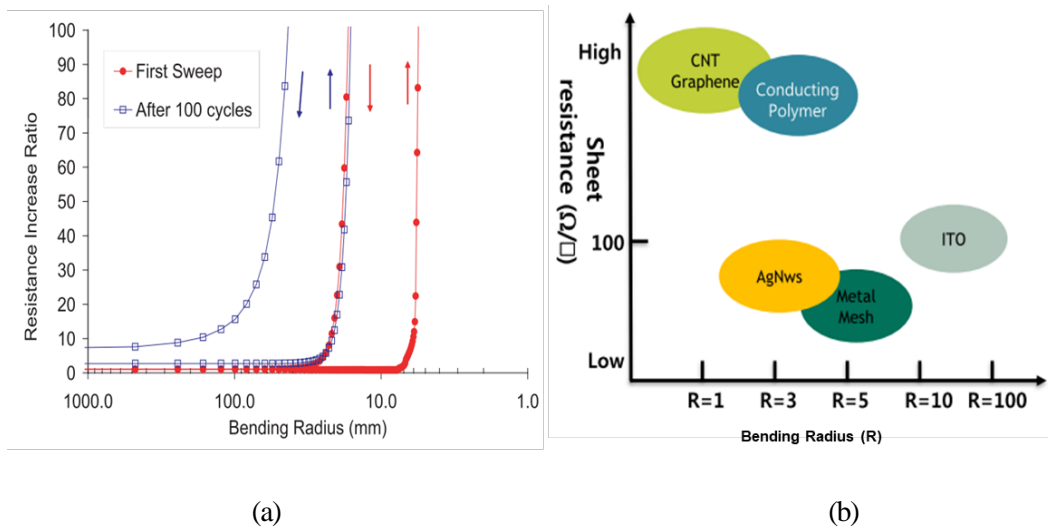 100
90
80
70
60
50
40
30
20
10
0
Resistance Increase Ratio
First Sweep
After 100 cycles
1000.0 100.0 10.0 1.0
Bending Radius (mm)
(a)
High
100
Low
Sheet
resistance (Ω/□)
CNT
Graphene
Conducting
Polymer
ITO
AgNws
Metal
Mesh
R=1 R=3 R=5 R=10 R=100
Bending Radius (R)
(b)